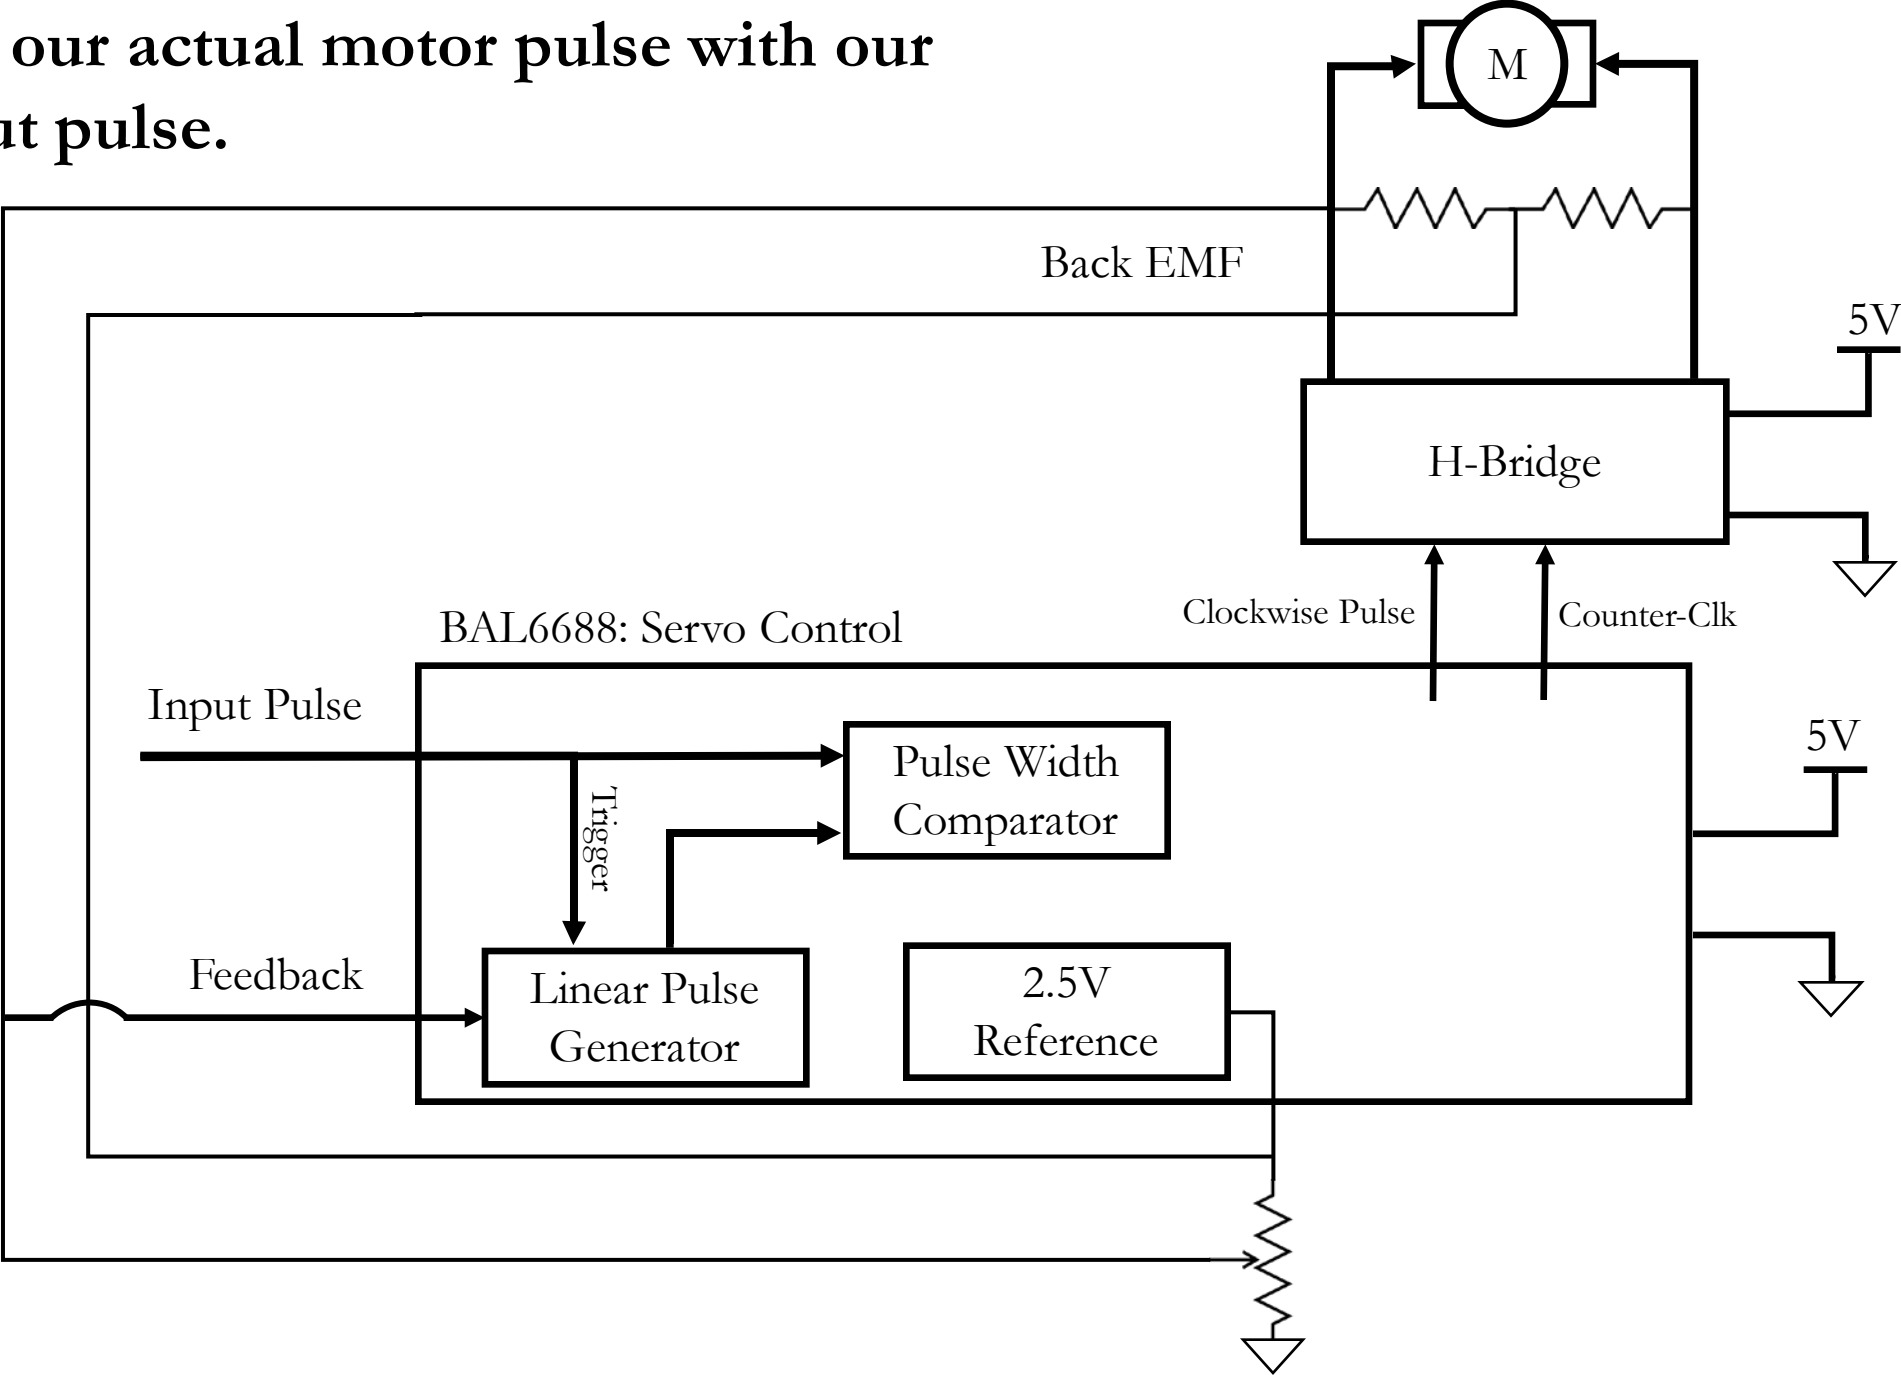 our actual motor pulse with our
pulse.
M
Back EMF
5V
H-Bridge
Clockwise Pulse
Counter-Clk
BAL6688: Servo Control
Input Pulse
5V
Pulse Width
Comparator
Trigger
Feedback
Linear Pulse
Generator
2.5V
Reference